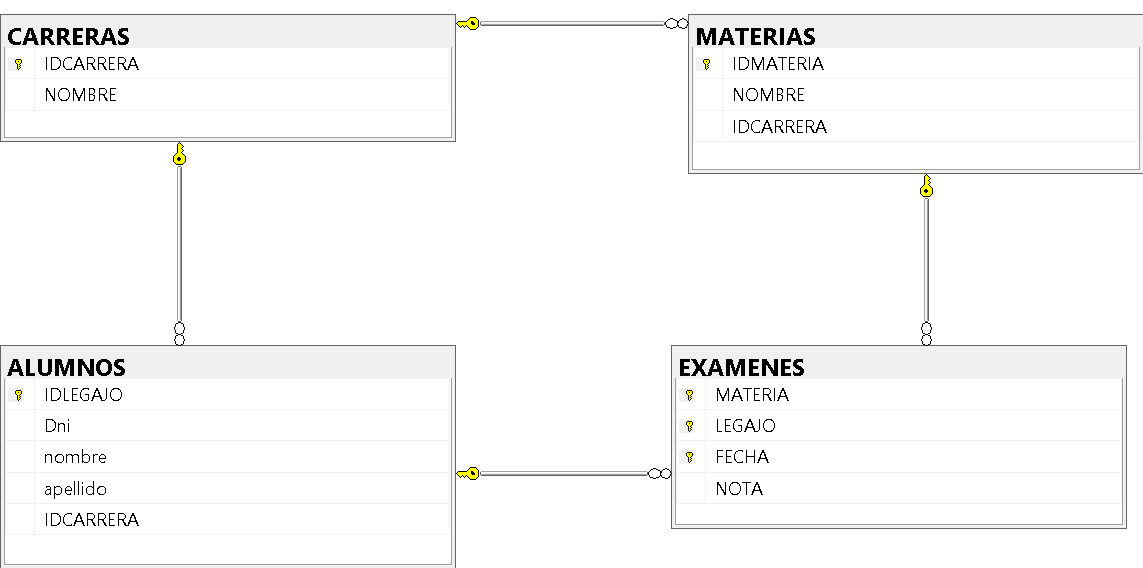 CARRERAS
IDCARRERA
NOMBRE
MATERIAS
IDMATERIA
NOMBRE
IDCARRERA
ALUMNOS
IDLEGAJO
Dni
nombre
apellido
IDCARRERA
EXAMENES
MATERIA
LEGAJO
FECHA
NOTA